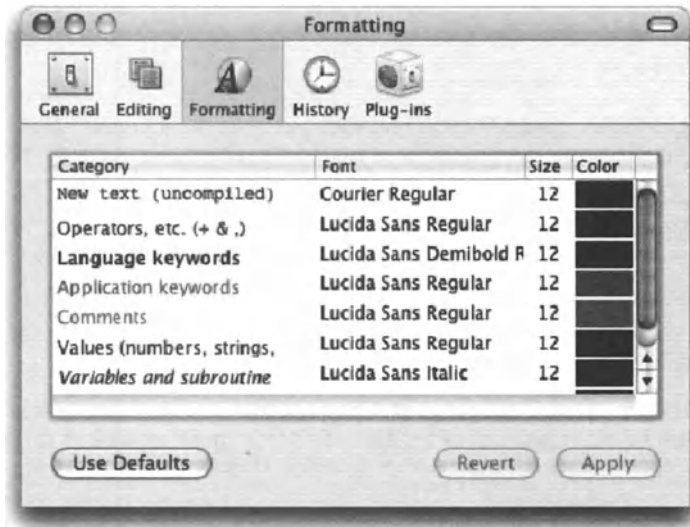 Formatting
General Editing Formatting History Plug-ins
Category Font Size Color
New text (uncompiled) Courier Regular 12
Operators, etc. (+ & ,) Lucida Sans Regular 12
Language keywords Lucida Sans Demibold R 12
Application keywords Lucida Sans Regular 12
Comments Lucida Sans Regular 12
Values (numbers, strings, Lucida Sans Regular 12
Variables and subroutine Lucida Sans Italic 12
Use Defaults Revert Apply